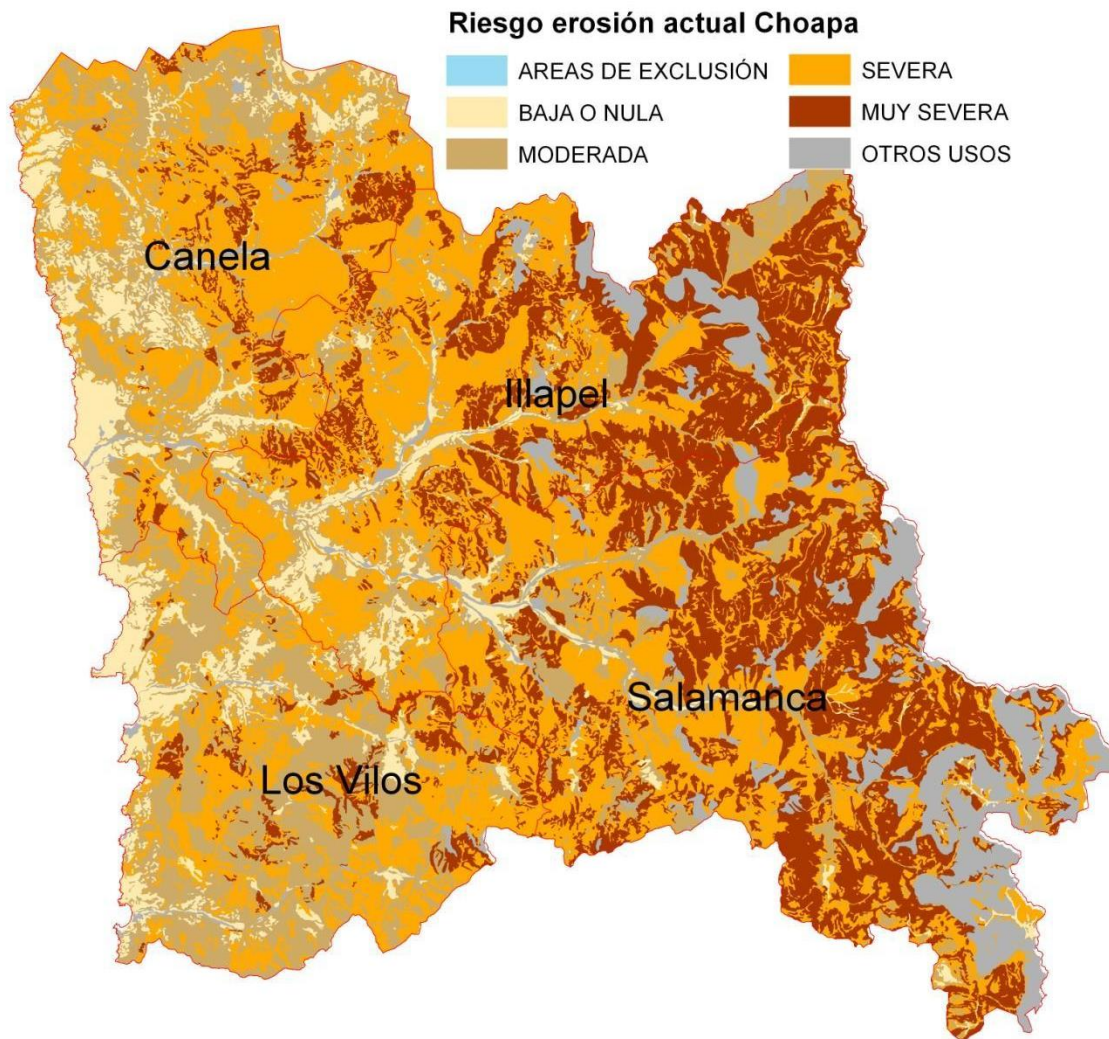 Riesgo erosión actual Choapa
AREAS DE EXCLUSIÓN
SEVERA
BAJA O NULA
MUY SEVERA
MODERADA
OTROS USOS
Canela
Illapel
Salamanca
Los Vilos